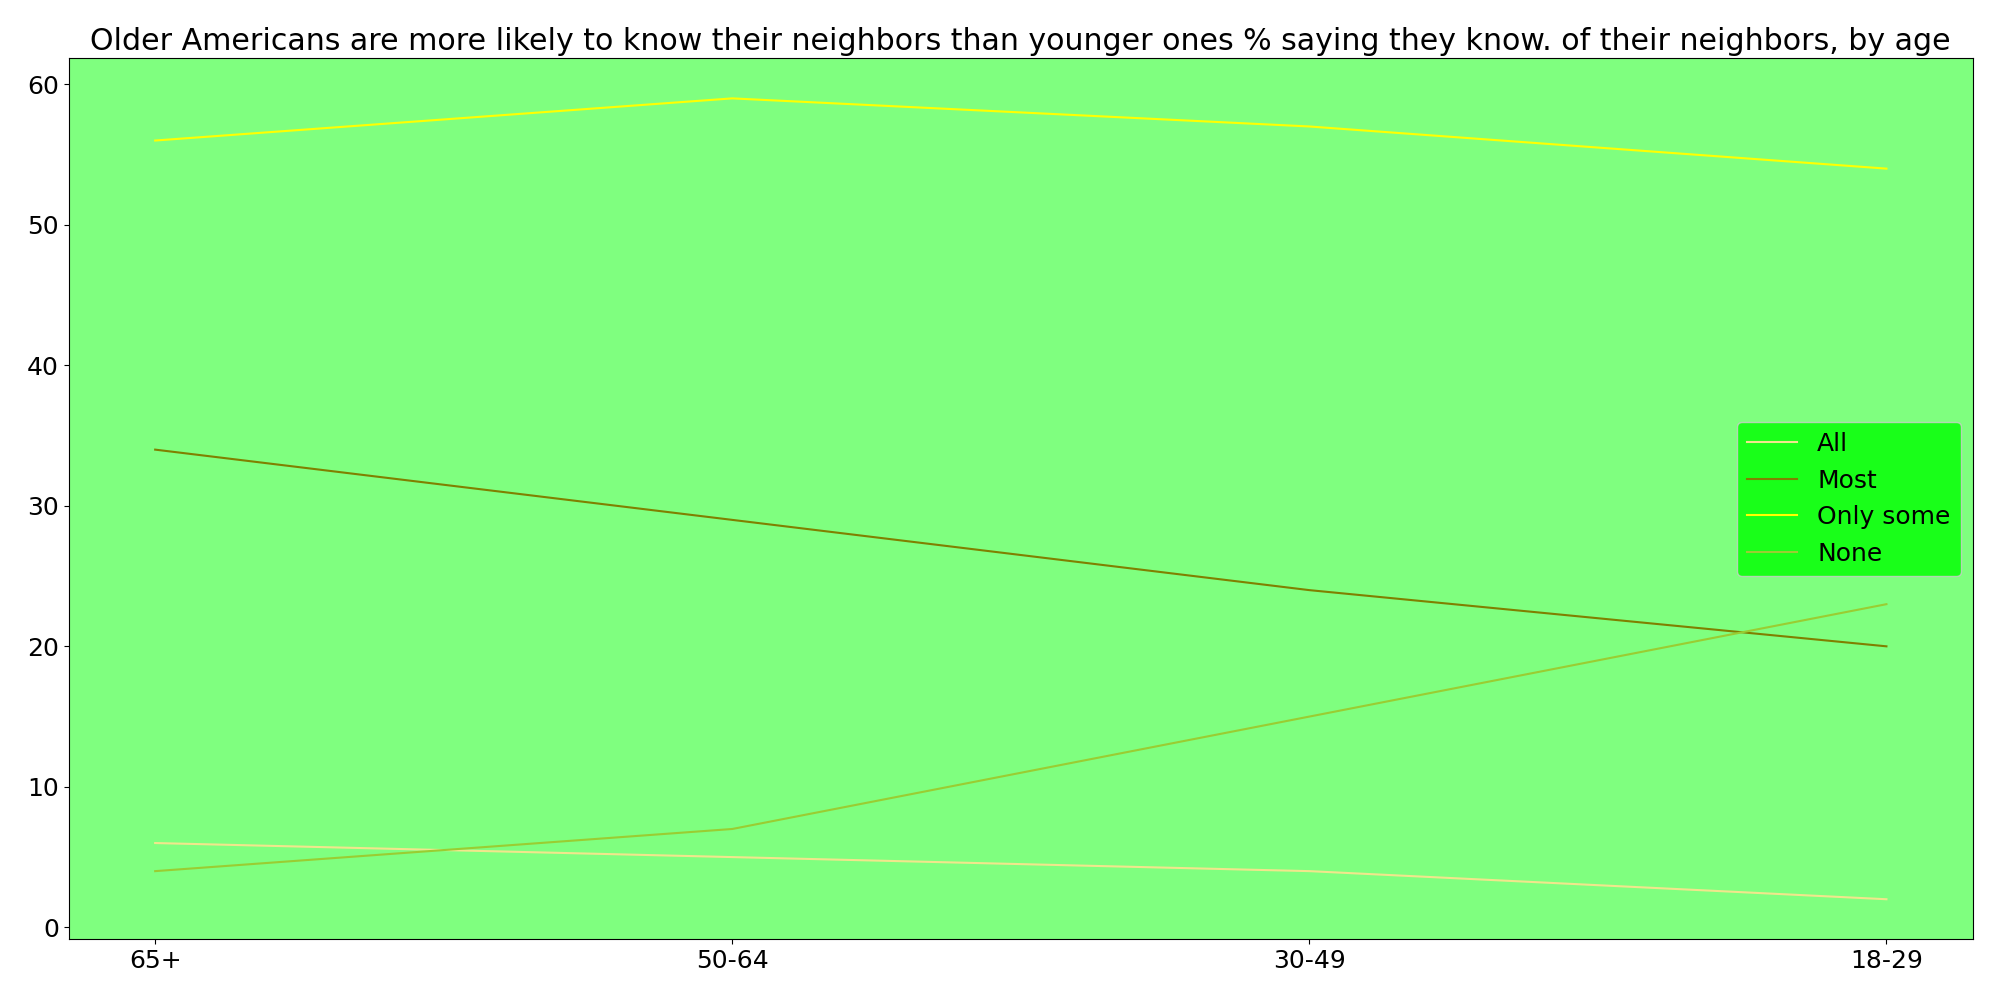 Older Americans are more likely to know their neighbors than younger ones % saying they know. of their neighbors, by age
60
50
40
30
20
10
0
All
Most
Only some
None
65+ 50-64 30-49 18-29